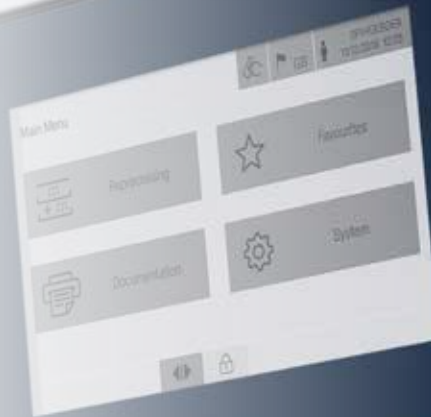 GB
Main Menu
Reprocessing
Favourites
Documentation
System